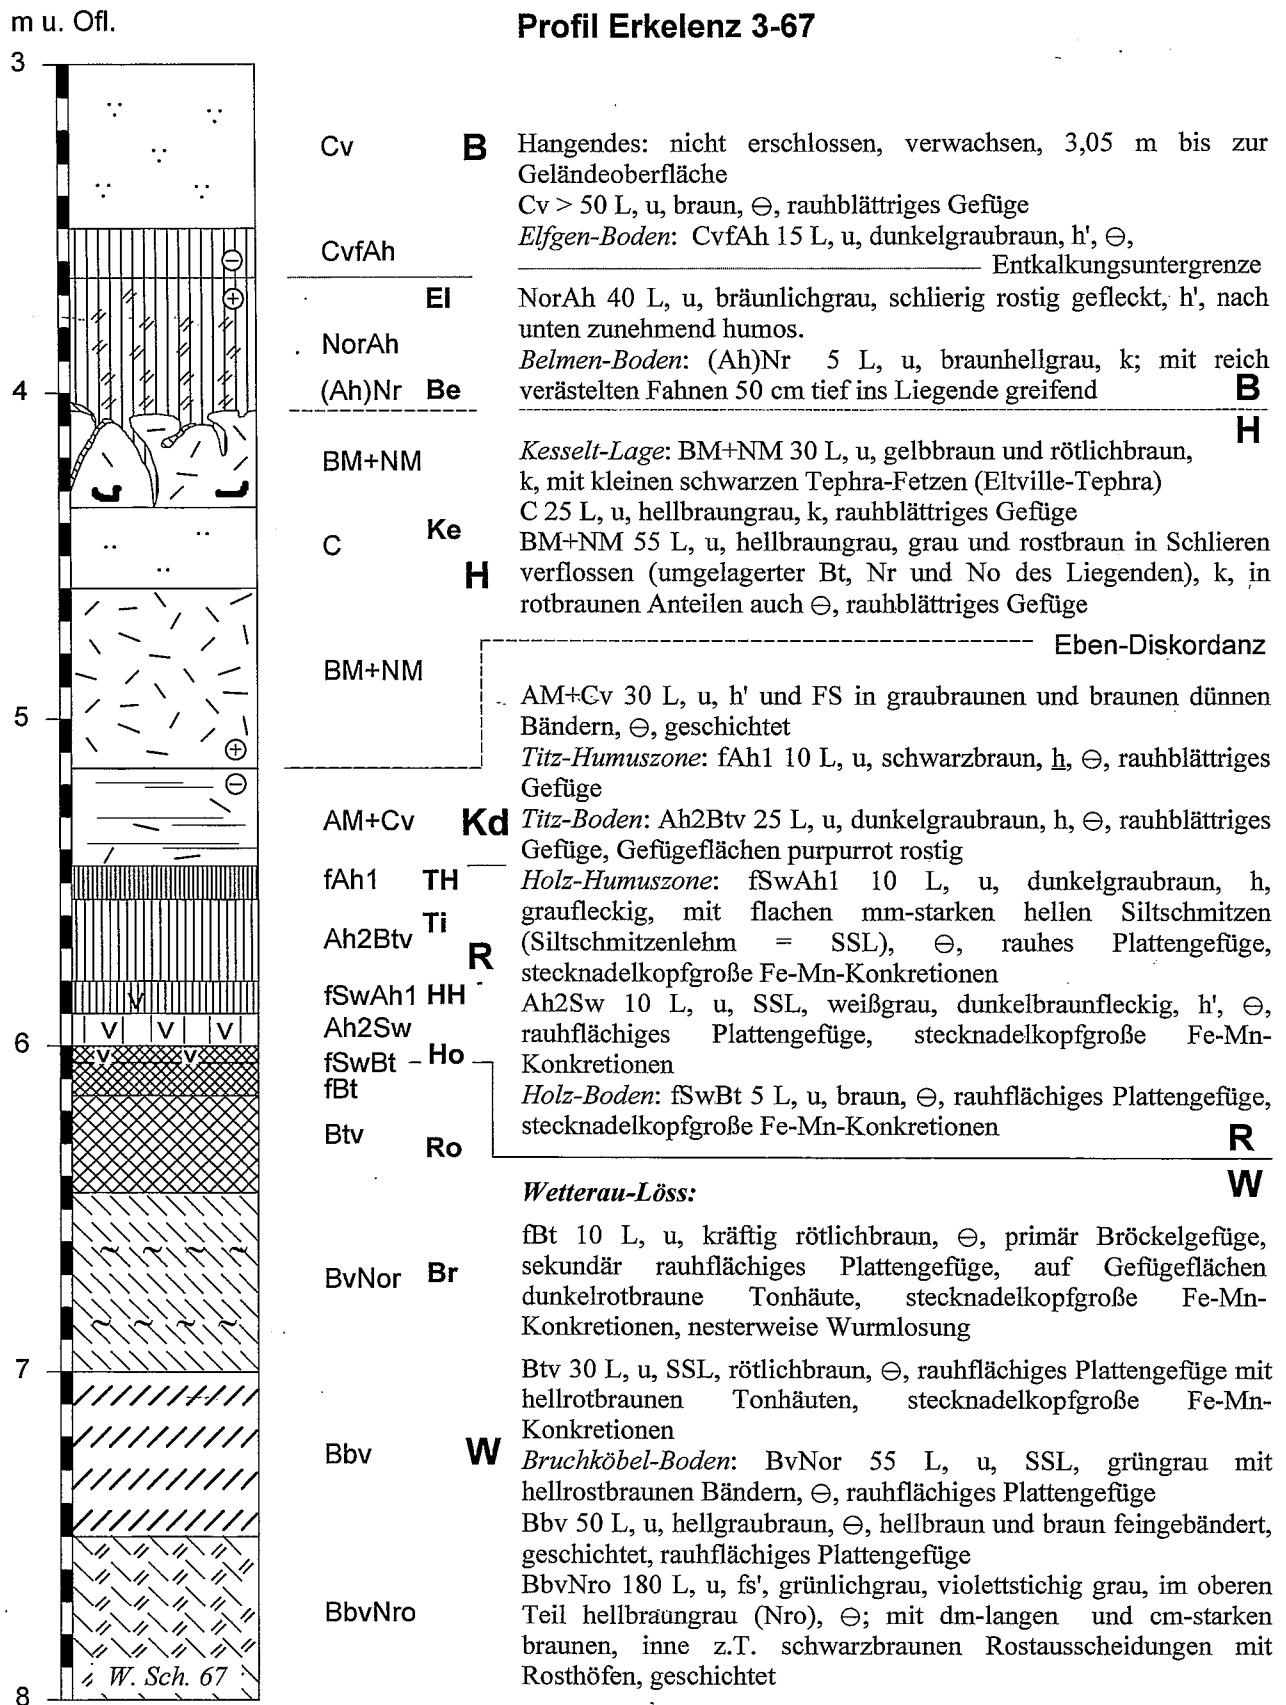 m u. Ofl.
Profil Erkelenz 3-67
3
4
5
6
7
8
W. Sch. 67
Cv
B
CvfAh
El
NorAh
(Ah)Nr Be
BM+NM
C
Ke
H
BM+NM
AM+Cv
Kd
fAh1 TH
Ah2Btv
Ti
R
fSwAh1 HH
Ah2Sw
fSwBt
Ho
fBt
Btv
Ro
BvNor Br
Bbv
W
BbvNro
Hangendes: nicht erschlossen, verwachsen, 3,05 m bis zur
Geländeoberfläche
Cv > 50 L, u, braun, ⊖, rauhblättriges Gefüge
Elfgen-Boden: CvfAh 15 L, u, dunkelgraubraun, h', ⊖,
Entkalkungsuntergrenze
NorAh 40 L, u, bräunlichgrau, schlierig rostig gefleckt, h', nach
unten zunehmend humos.
Belmen-Boden: (Ah)Nr 5 L, u, braunhellgrau, k; mit reich
verästelten Fahnen 50 cm tief ins Liegende greifend
B
H
Kesselt-Lage: BM+NM 30 L, u, gelbbraun und rötlichbraun,
k, mit kleinen schwarzen Tephra-Fetzen (Eltville-Tephra)
C 25 L, u, hellbraungrau, k, rauhblättriges Gefüge
BM+NM 55 L, u, hellbraungrau, grau und rostbraun in Schlieren
verflossen (umgelagerter Bt, Nr und No des Liegenden), k, in
rotbraunen Anteilen auch ⊖, rauhblättriges Gefüge
Eben-Diskordanz
AM+Cv 30 L, u, h' und FS in graubraunen und braunen dünnen
Bändern, ⊖, geschichtet
Titz-Humuszone: fAh1 10 L, u, schwarzbraun, h, ⊖, rauhblättriges
Gefüge
Titz-Boden: Ah2Btv 25 L, u, dunkelgraubraun, h, ⊖, rauhblättriges
Gefüge, Gefügeflächen purpurrot rostig
Holz-Humuszone: fSwAh1 10 L, u, dunkelgraubraun, h,
graufleckig, mit flachen mm-starken hellen Siltschmitzen
(Siltschmitzenlehm = SSL), ⊖, rauhes Plattengefüge,
stecknadelkopfgroße Fe-Mn-Konkretionen
Ah2Sw 10 L, u, SSL, weißgrau, dunkelbraunfleckig, h', ⊖,
rauhflächiges Plattengefüge, stecknadelkopfgroße Fe-Mn-
Konkretionen
Holz-Boden: fSwBt 5 L, u, braun, ⊖, rauhflächiges Plattengefüge,
stecknadelkopfgroße Fe-Mn-Konkretionen
R
W
Wetterau-Löss:
fBt 10 L, u, kräftig rötlichbraun, ⊖, primär Bröckelgefüge,
sekundär rauhflächiges Plattengefüge, auf Gefügeflächen
dunkelrotbraune Tonhäute, stecknadelkopfgroße Fe-Mn-
Konkretionen, nesterweise Wurmlosung
Btv 30 L, u, SSL, rötlichbraun, ⊖, rauhflächiges Plattengefüge mit
hellrotbraunen Tonhäuten, stecknadelkopfgroße Fe-Mn-
Konkretionen
Bruchköbel-Boden: BvNor 55 L, u, SSL, grüngrau mit
hellrostbraunen Bändern, ⊖, rauhflächiges Plattengefüge
Bbv 50 L, u, hellgraubraun, ⊖, hellbraun und braun feingebändert,
geschichtet, rauhflächiges Plattengefüge
BbvNro 180 L, u, fs', grünlichgrau, violettstichig grau, im oberen
Teil hellbraungrau (Nro), ⊖; mit dm-langen und cm-starken
braunen, inne z.T. schwarzbraunen Rostausscheidungen mit
Rosthöfen, geschichtet